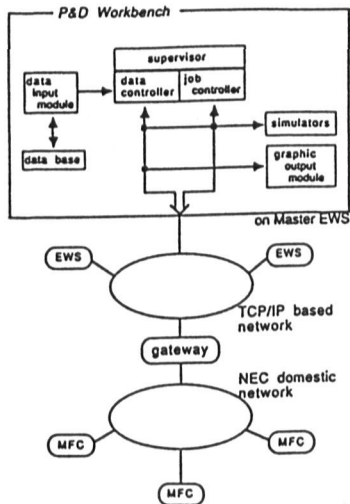 P&D Workbench
supervisor
data
input
module
data
controller
job
controller
data base
simulators
graphic
output
module
on Master EWS
EWS
EWS
TCP/IP based
network
gateway
NEC domestic
network
MFC
MFC
MFC